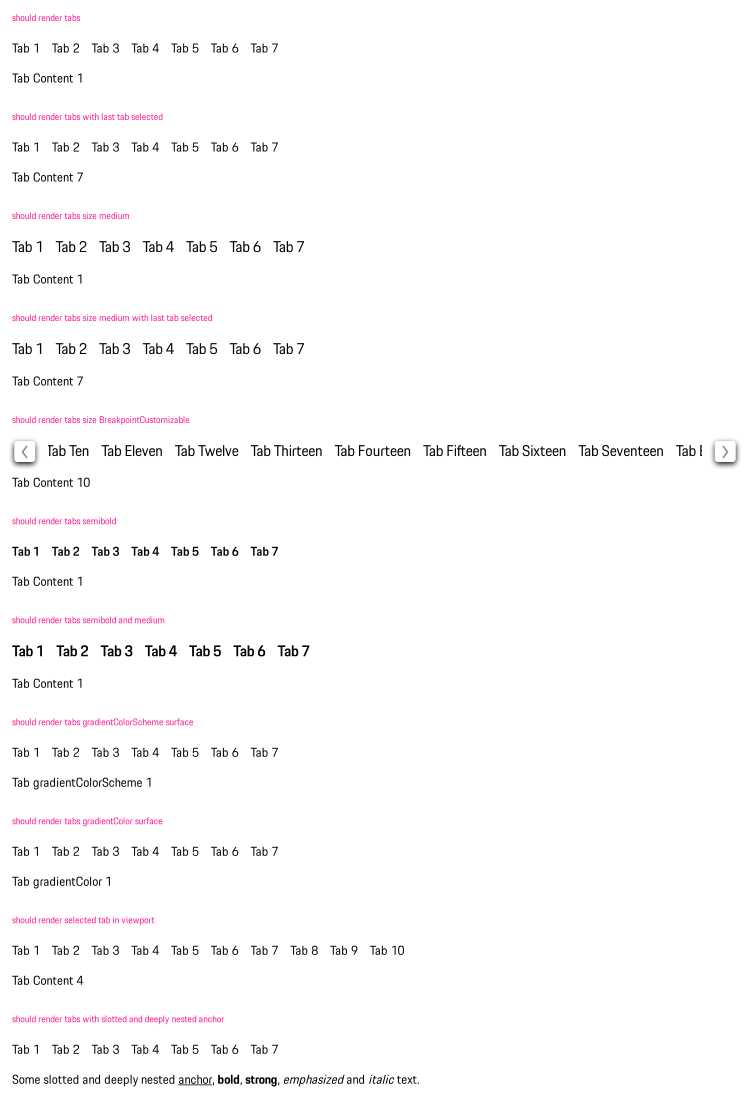 should render tabs
Tab 1 Tab 2 Tab 3 Tab 4 Tab 5 Tab 6 Tab 7
Tab Content 1
should render tabs with last tab selected
Tab 1 Tab 2 Tab 3 Tab 4 Tab 5 Tab 6 Tab 7
Tab Content 7
should render tabs size medium
Tab 1 Tab 2 Tab 3 Tab 4 Tab 5 Tab 6 Tab 7
Tab Content 1
should render tabs size medium with last tab selected
Tab 1 Tab 2 Tab 3 Tab 4 Tab 5 Tab 6 Tab 7
Tab Content 7
should render tabs size BreakpointCustomizable
Tab Ten Tab Eleven Tab Twelve Tab Thirteen Tab Fourteen Tab Fifteen Tab Sixteen Tab Seventeen Tab
Tab Content 10
should render tabs semibold
Tab 1 Tab 2 Tab 3 Tab 4 Tab 5 Tab 6 Tab 7
Tab Content 1
should render tabs semibold and medium
Tab 1 Tab 2 Tab 3 Tab 4 Tab 5 Tab 6 Tab 7
Tab Content 1
should render tabs gradientColorScheme surface
Tab 1 Tab 2 Tab 3 Tab 4 Tab 5 Tab 6 Tab 7
Tab gradientColorScheme 1
should render tabs gradientColor surface
Tab 1 Tab 2 Tab 3 Tab 4 Tab 5 Tab 6 Tab 7
Tab gradientColor 1
should render selected tab in viewport
Tab 1 Tab 2 Tab 3 Tab 4 Tab 5 Tab 6 Tab 7 Tab 8 Tab 9 Tab 10
Tab Content 4
should render tabs with slotted and deeply nested anchor
Tab 1 Tab 2 Tab 3 Tab 4 Tab 5 Tab 6 Tab 7
Some slotted and deeply nested anchor, bold, strong, emphasized and italic text.